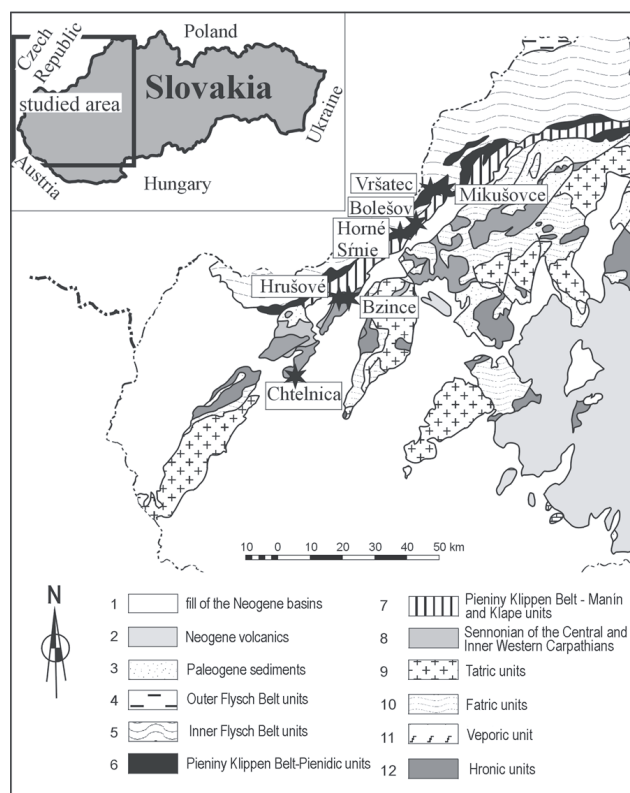 Poland
Czech
Republic
studied area
Slovakia
Ukraine
Austria
Hungary
Vršatec
Mikušovce
Bolešov
Horné
Sŕnie
Hrušové
Bzince
Chtelnica
10 0 10 20 30 40 50 km
N
1 fill of the Neogene basins
2 Neogene volcanics
3 Paleogene sediments
4 Outer Flysch Belt units
5 Inner Flysch Belt units
6 Pieniny Klippen Belt-Pienidic units
7 Pieniny Klippen Belt - Manín
and Klape units
8 Sennonian of the Central and
Inner Western Carpathians
9 Tatric units
10 Fatric units
11 Veporic unit
12 Hronic units